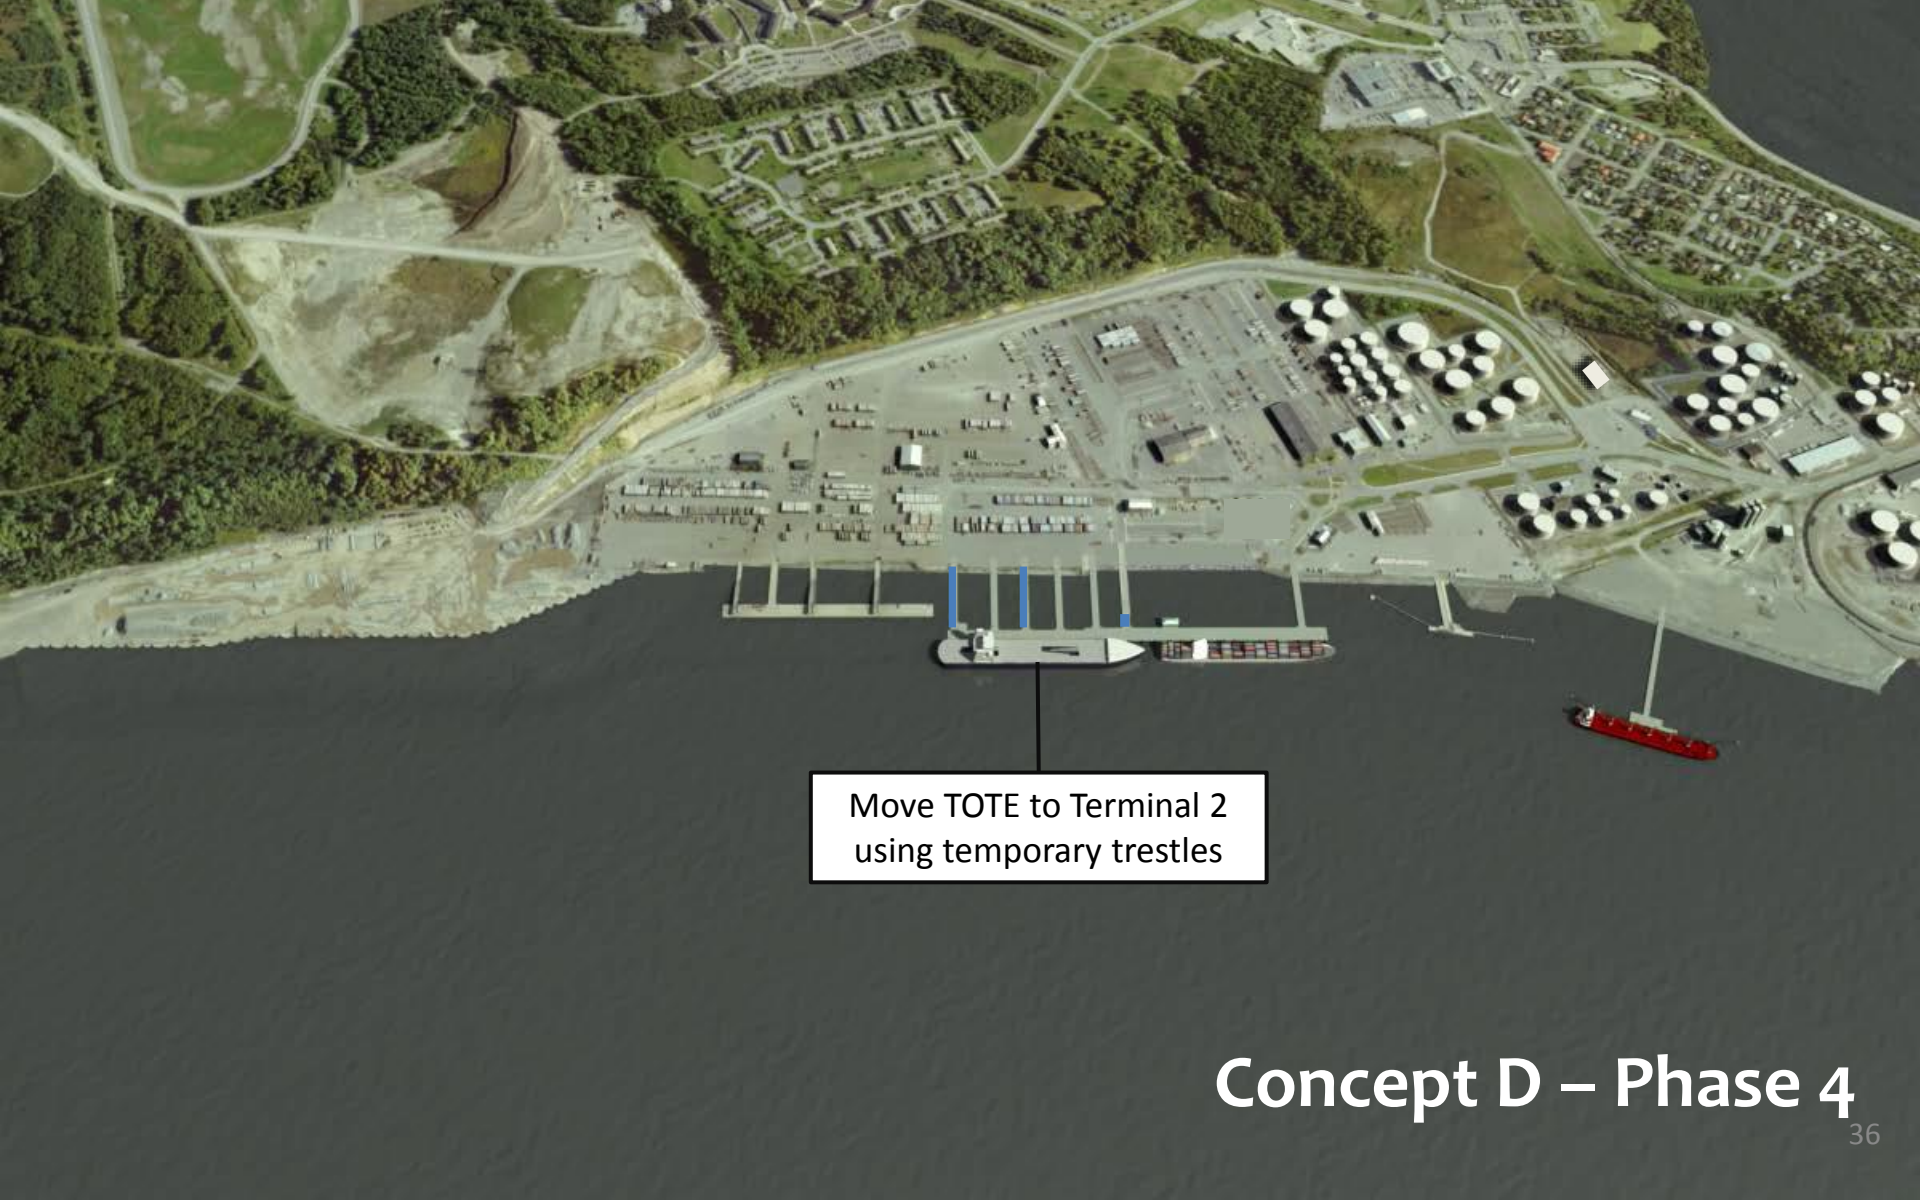 Move TOTE to Terminal 2
using temporary trestles
Concept D – Phase 4
36